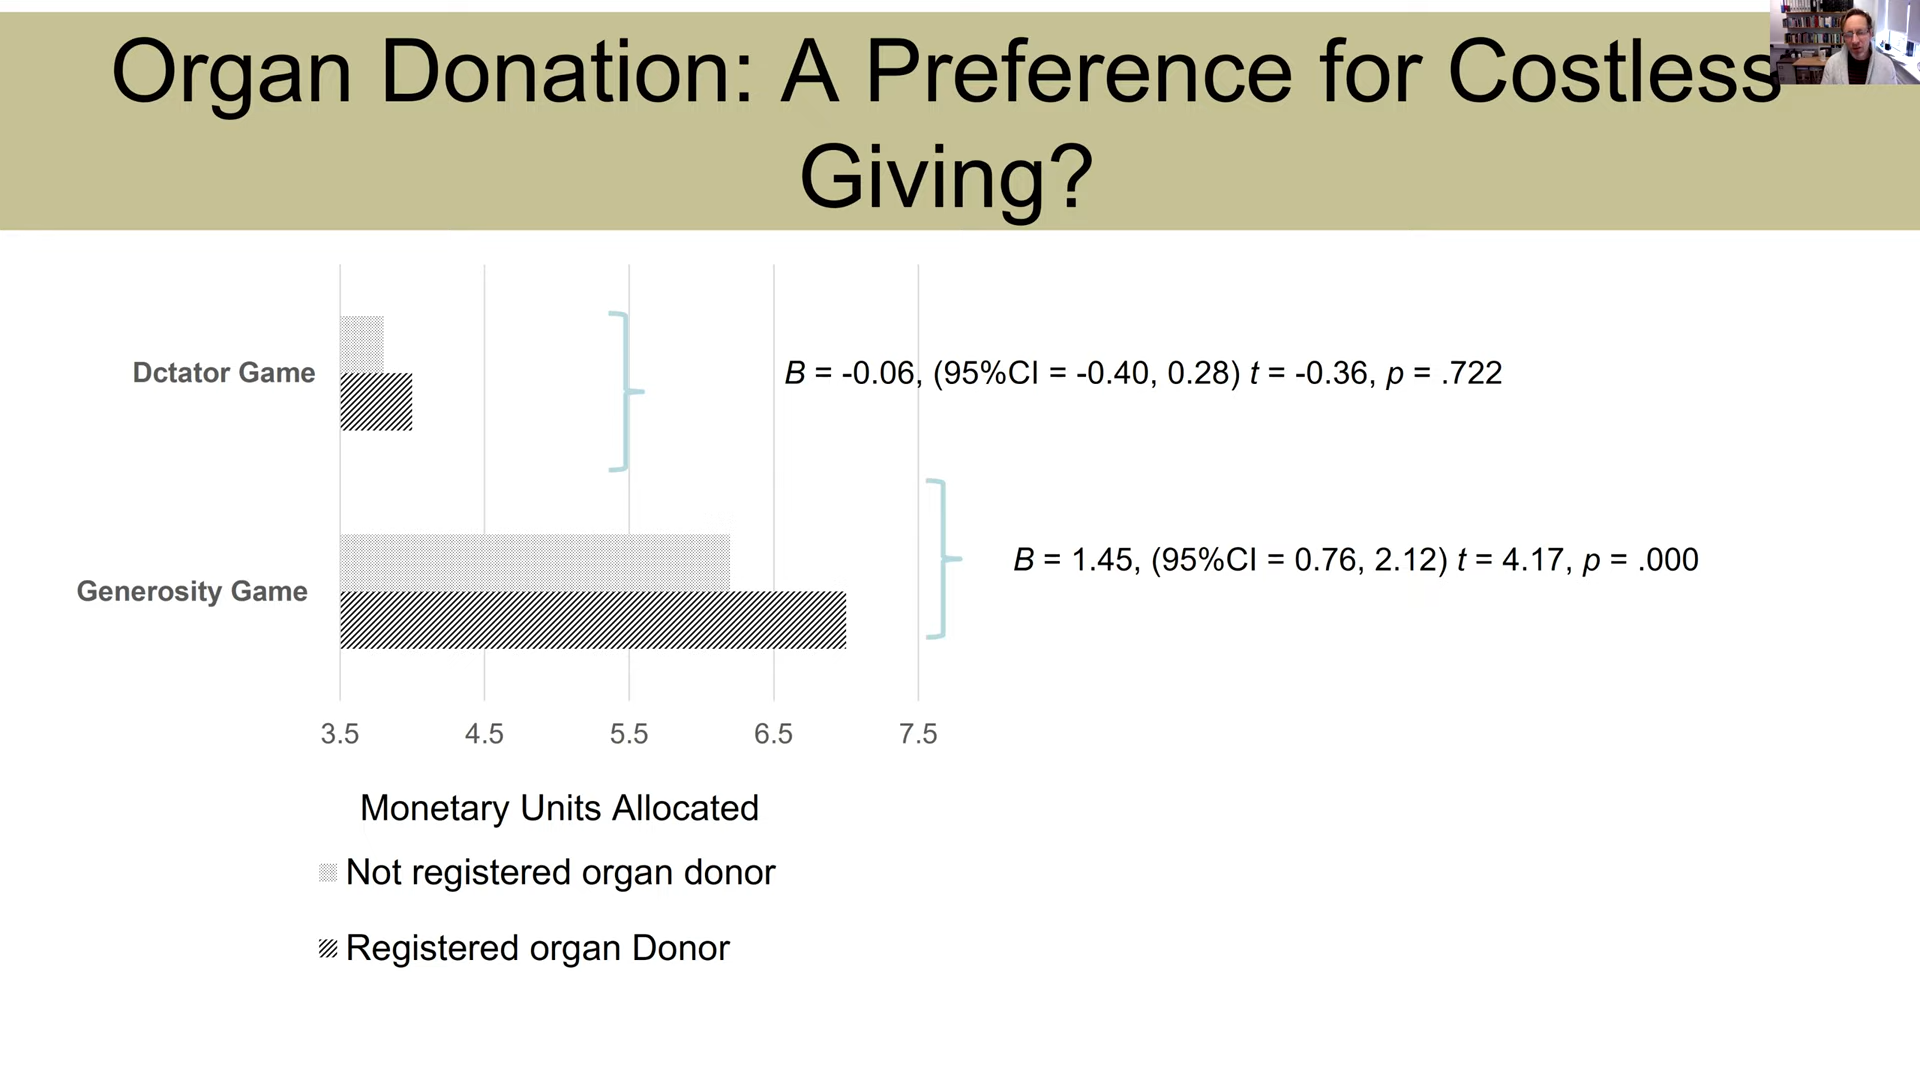 Organ Donation: A Preference for Costless
Giving?
Dctator Game
B = -0.06, (95%CI = -0.40, 0.28) t = -0.36, p = .722
Generosity Game
B = 1.45, (95%CI = 0.76, 2.12) t = 4.17, p = .000
3.5 4.5 5.5 6.5 7.5
Monetary Units Allocated
Not registered organ donor
Registered organ Donor